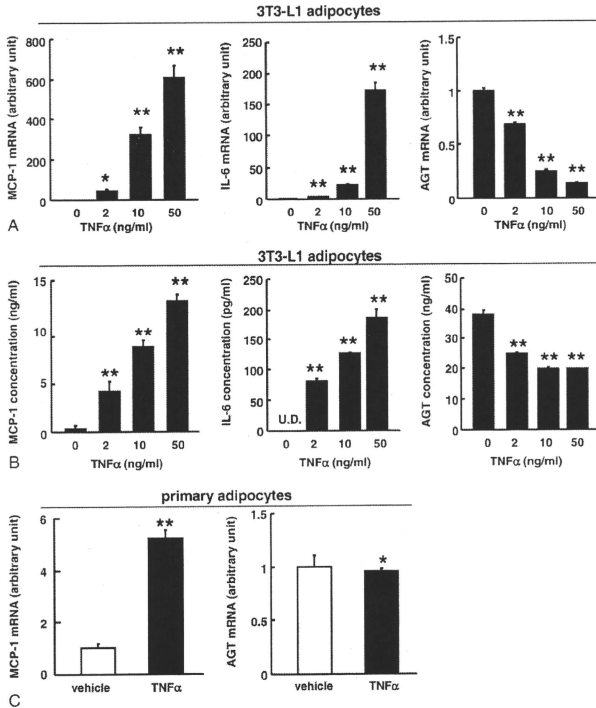 3T3-L1 adipocytes
MCP-1 mRNA (arbitrary unit)
800
600
400
200
0
*
**
**
0 2 10 50
TNFα (ng/ml)
IL-6 mRNA (arbitrary unit)
250
200
150
100
50
0
**
**
**
0 2 10 50
TNFα (ng/ml)
AGT mRNA (arbitrary unit)
1.5
1
0.5
0
**
**
**
0 2 10 50
TNFα (ng/ml)
A
3T3-L1 adipocytes
MCP-1 concentration (ng/ml)
15
10
5
0
**
**
**
0 2 10 50
TNFα (ng/ml)
IL-6 concentration (pg/ml)
250
200
150
100
50
0
U.D.
**
**
**
0 2 10 50
TNFα (ng/ml)
AGT concentration (ng/ml)
50
40
30
20
10
0
**
**
**
0 2 10 50
TNFα (ng/ml)
B
primary adipocytes
MCP-1 mRNA (arbitrary unit)
6
4
2
0
**
vehicle TNFα
AGT mRNA (arbitrary unit)
1.5
1
0.5
0
*
vehicle TNFα
C